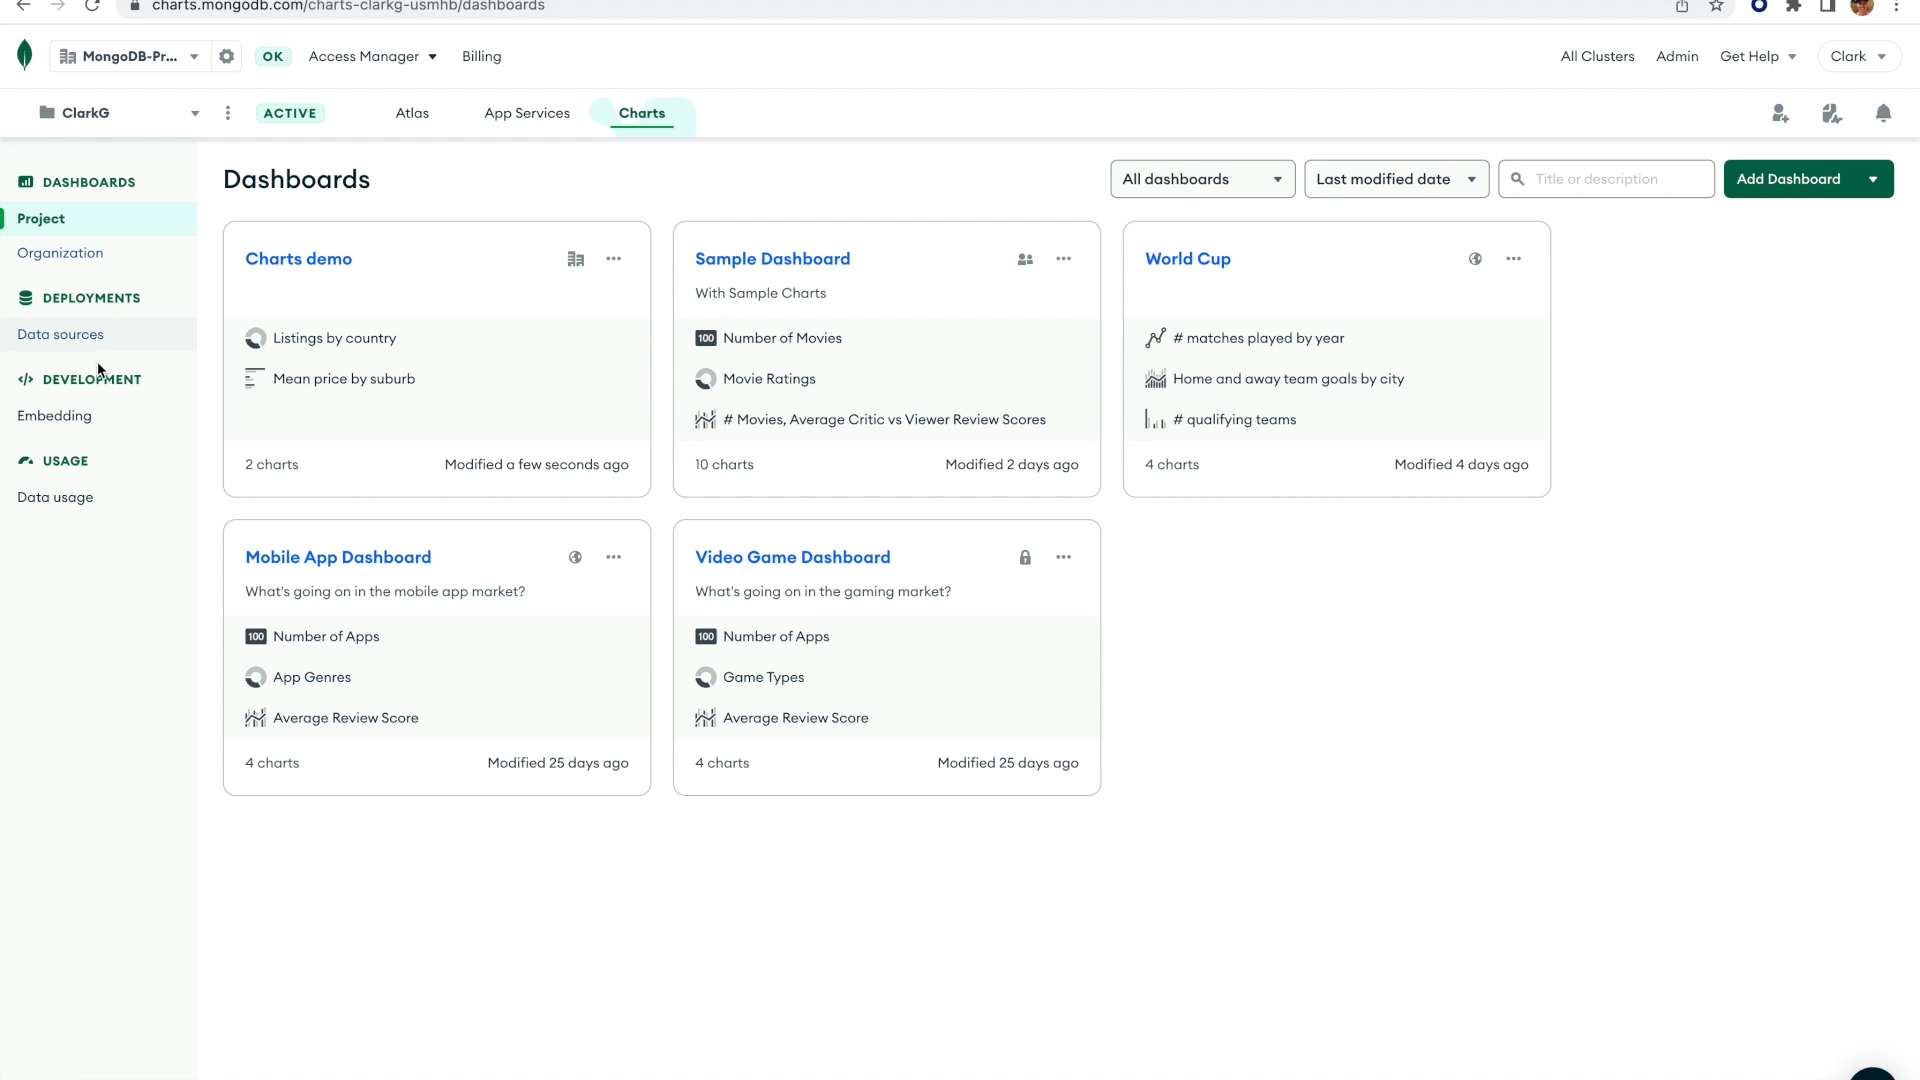 charts.mongodb.com/charts-clarkg-usmhb/dashboards
MongoDB-Pr... OK Access Manager Billing All Clusters Admin Get Help Clark
ClarkG ACTIVE Atlas App Services Charts
DASHBOARDS
Project
Organization
DEPLOYMENTS
Data sources
DEVELOPMENT
Embedding
USAGE
Data usage
Dashboards All dashboards Last modified date Title or description Add Dashboard
Charts demo
Listings by country
Mean price by suburb
2 charts Modified a few seconds ago
Sample Dashboard
With Sample Charts
100 Number of Movies
Movie Ratings
# Movies, Average Critic vs Viewer Review Scores
10 charts Modified 2 days ago
World Cup
# matches played by year
Home and away team goals by city
# qualifying teams
4 charts Modified 4 days ago
Mobile App Dashboard
What's going on in the mobile app market?
100 Number of Apps
App Genres
Average Review Score
4 charts Modified 25 days ago
Video Game Dashboard
What's going on in the gaming market?
100 Number of Apps
Game Types
Average Review Score
4 charts Modified 25 days ago